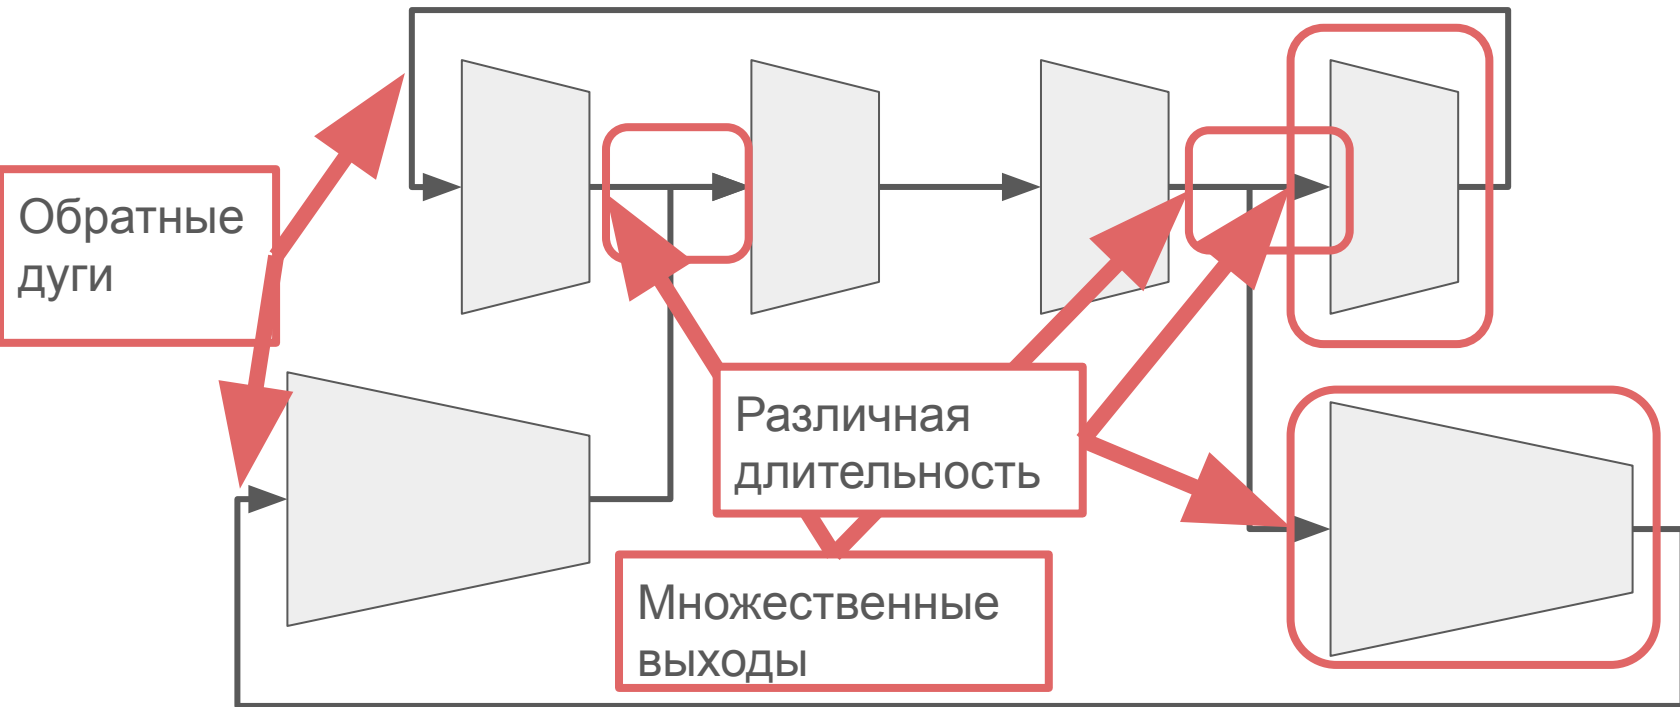 Обратные
дуги
Различная
длительность
Множественные
выходы